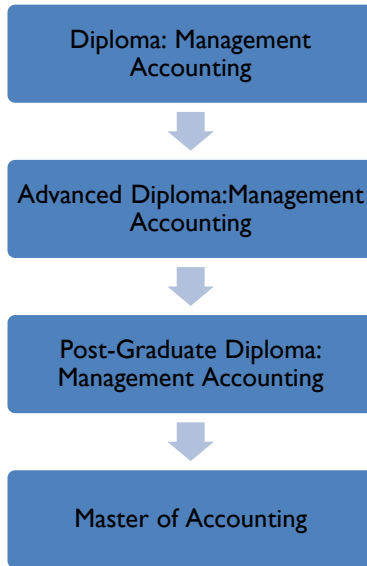 Diploma: Management
Accounting
Advanced Diploma:Management
Accounting
Post-Graduate Diploma:
Management Accounting
Master of Accounting